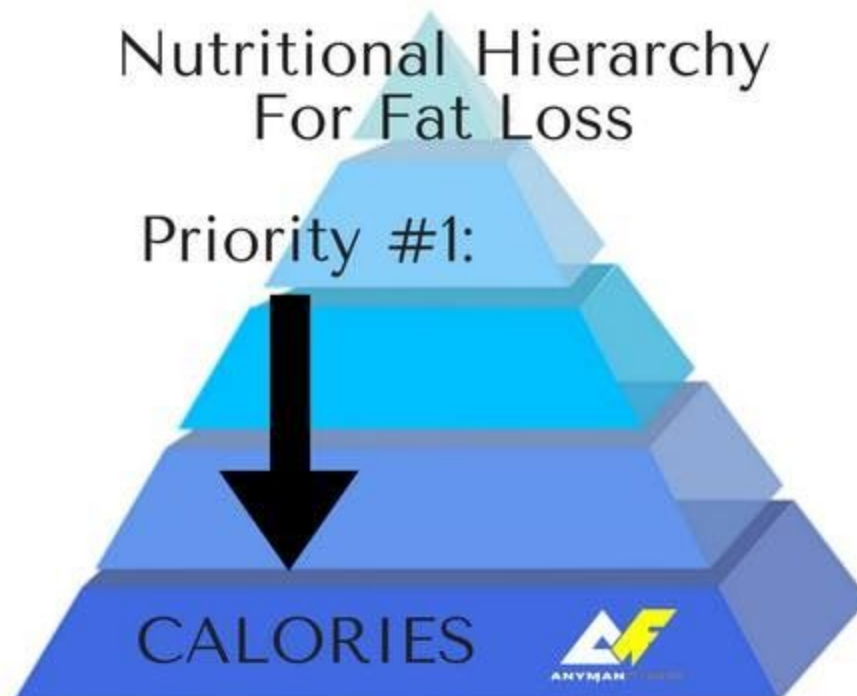 Nutritional Hierarchy
For Fat Loss
Priority #1:
CALORIES
ANYMAN